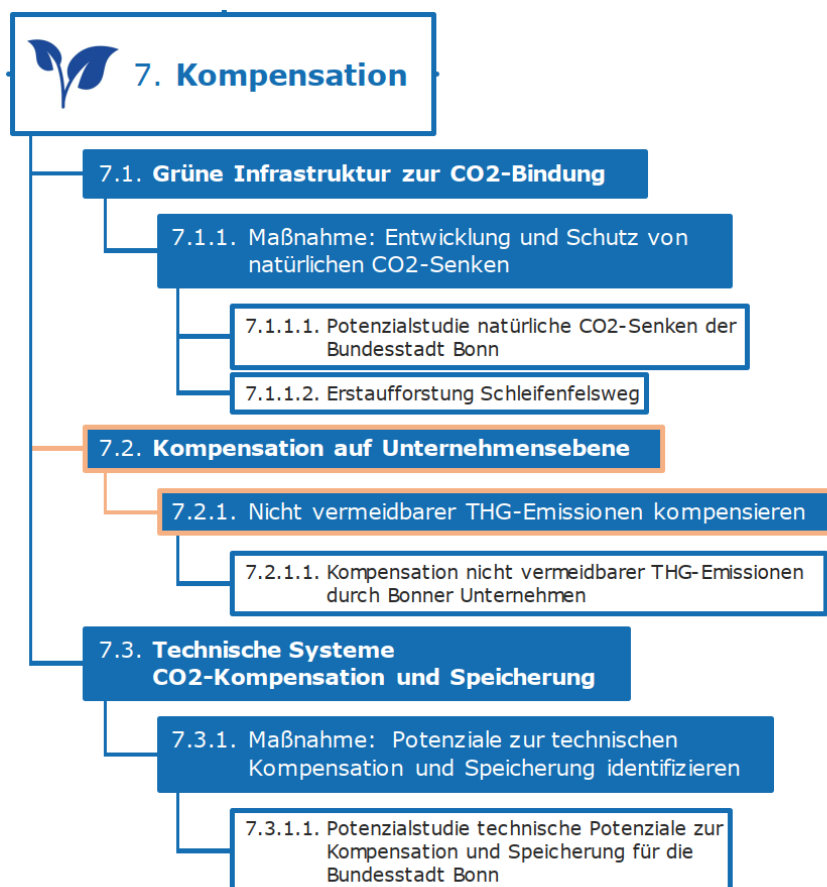 7. Kompensation
7.1. Grüne Infrastruktur zur CO2-Bindung
7.1.1. Maßnahme: Entwicklung und Schutz von
natürlichen CO2-Senken
7.1.1.1. Potenzialstudie natürliche CO2-Senken der
Bundesstadt Bonn
7.1.1.2. Erstaufforstung Schleifenfelsweg
7.2. Kompensation auf Unternehmensebene
7.2.1. Nicht vermeidbarer THG-Emissionen kompensieren
7.2.1.1. Kompensation nicht vermeidbarer THG-Emissionen
durch Bonner Unternehmen
7.3. Technische Systeme
CO2-Kompensation und Speicherung
7.3.1. Maßnahme: Potenziale zur technischen
Kompensation und Speicherung identifizieren
7.3.1.1. Potenzialstudie technische Potenziale zur
Kompensation und Speicherung für die
Bundesstadt Bonn